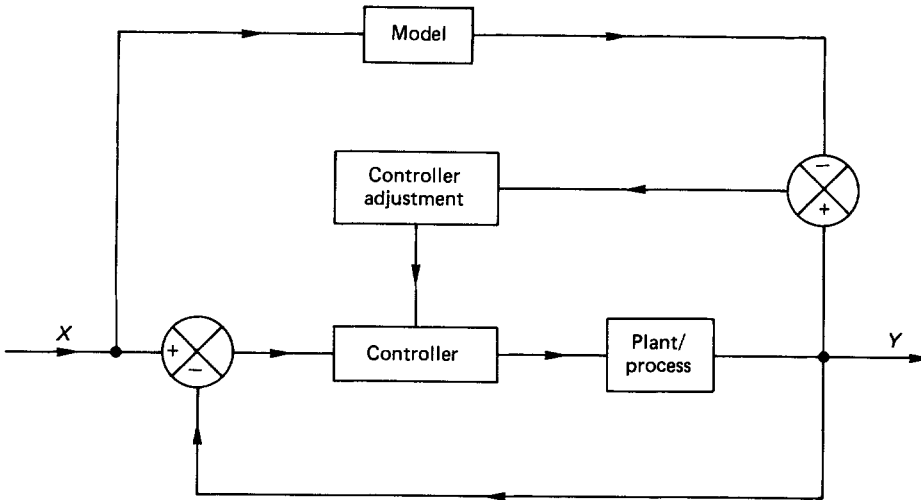 Model
−
+
Controller
adjustment
X
+
−
Controller
Plant/
process
Y